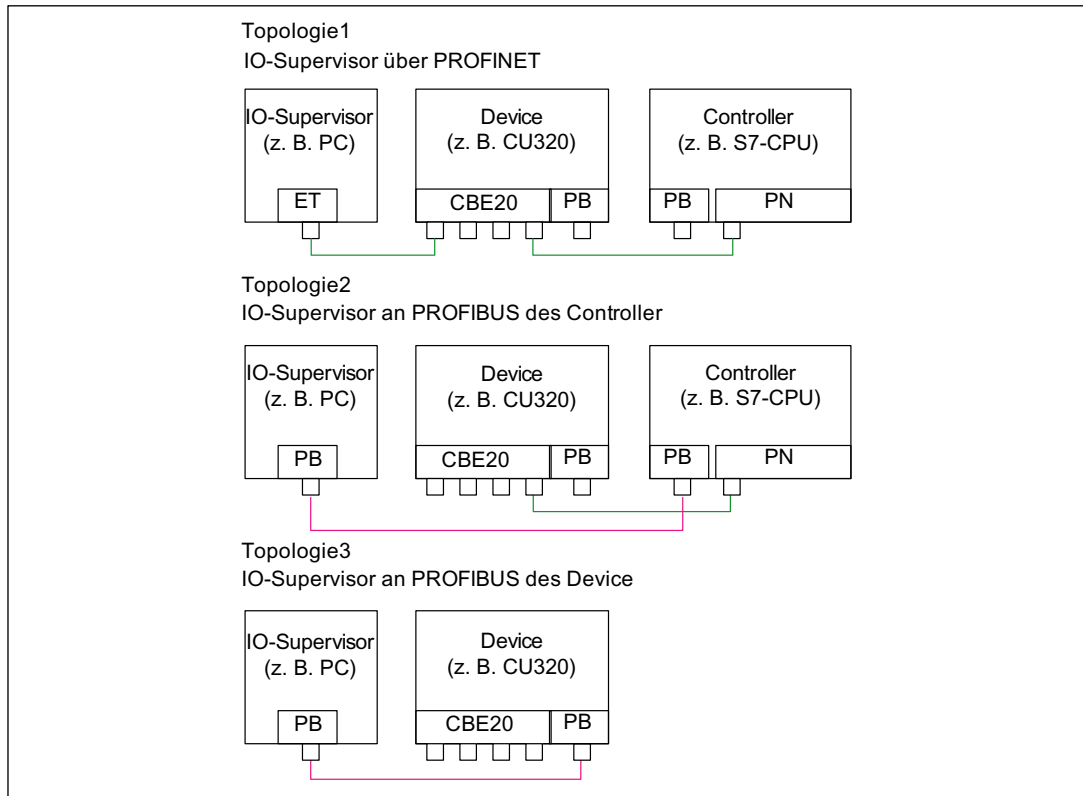 Topologie1
IO-Supervisor über PROFINET
IO-Supervisor
(z. B. PC)
ET
Device
(z. B. CU320)
CBE20
PB
Controller
(z. B. S7-CPU)
PB
PN
Topologie2
IO-Supervisor an PROFIBUS des Controller
IO-Supervisor
(z. B. PC)
PB
Device
(z. B. CU320)
CBE20
PB
Controller
(z. B. S7-CPU)
PB
PN
Topologie3
IO-Supervisor an PROFIBUS des Device
IO-Supervisor
(z. B. PC)
PB
Device
(z. B. CU320)
CBE20
PB